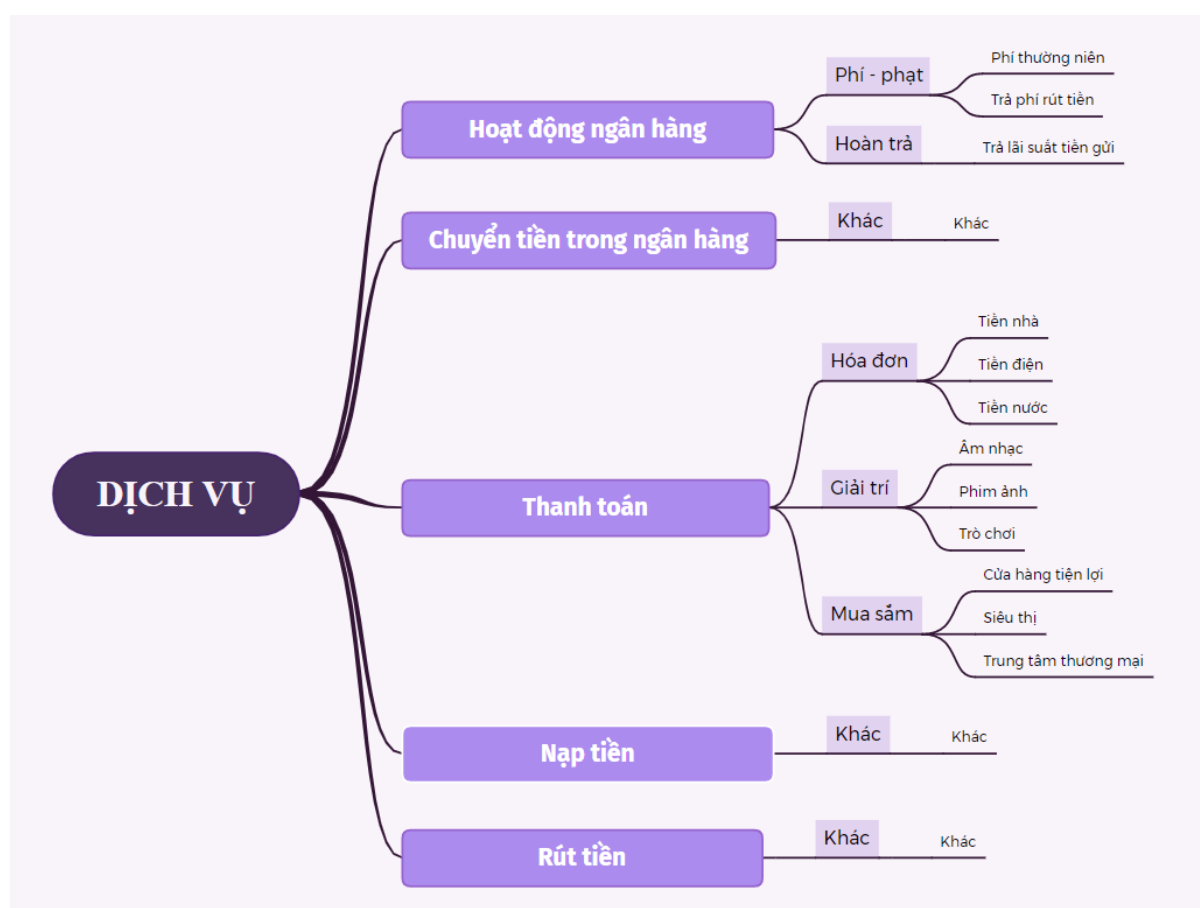 DỊCH VỤ
Hoạt động ngân hàng
Phí - phạt
Phí thường niên
Trả phí rút tiền
Hoàn trả
Trả lãi suất tiền gửi
Chuyển tiền trong ngân hàng
Khác
Khác
Thanh toán
Hóa đơn
Tiền nhà
Tiền điện
Tiền nước
Giải trí
Âm nhạc
Phim ảnh
Trò chơi
Mua sắm
Cửa hàng tiện lợi
Siêu thị
Trung tâm thương mại
Nạp tiền
Khác
Khác
Rút tiền
Khác
Khác